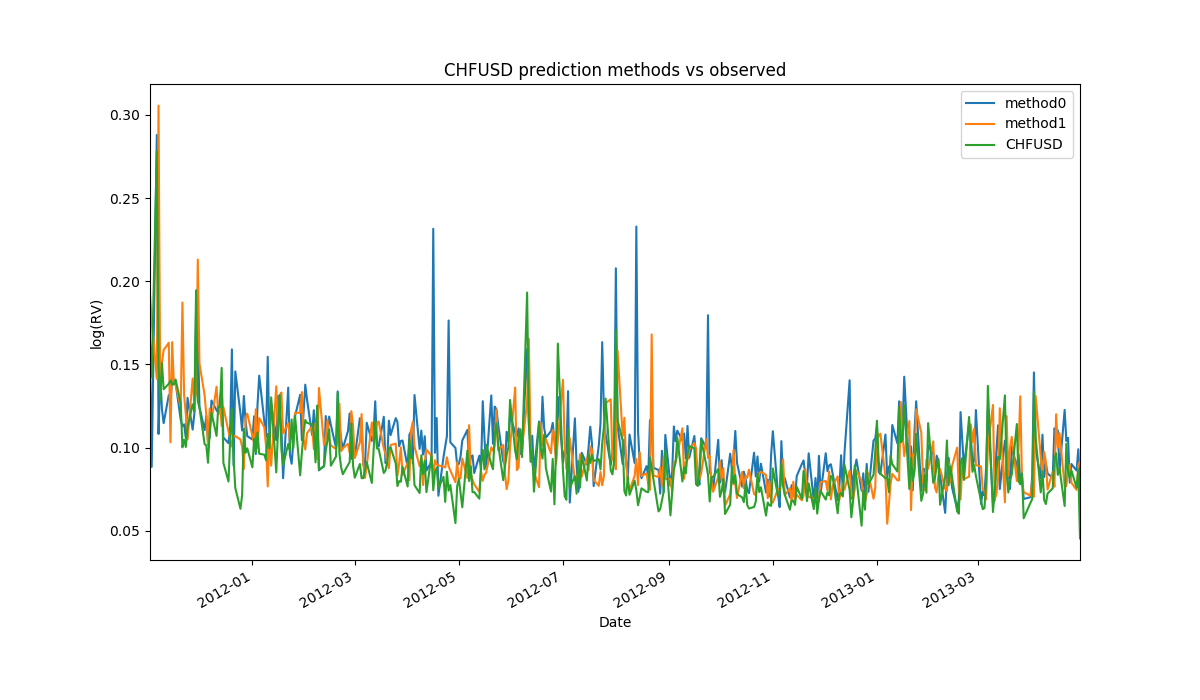 CHFUSD prediction methods vs observed
method0
method1
CHFUSD
0.30
0.25
0.20
0.15
0.10
0.05
log(RV)
2012-01
2012-03
2012-05
2012-07
2012-09
2012-11
2013-01
2013-03
Date